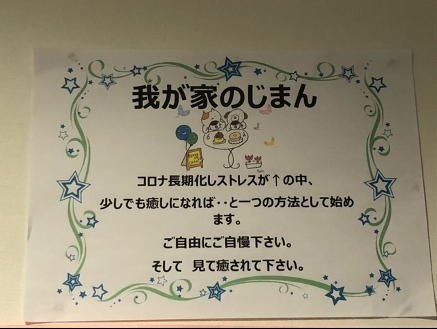 我が家のじまん
コロナ長期化しストレスが↑の中、
少しでも癒しになれば・・と一つの方法として始め
ます。
ご自由にご自慢下さい。
そして 見て癒されて下さい。